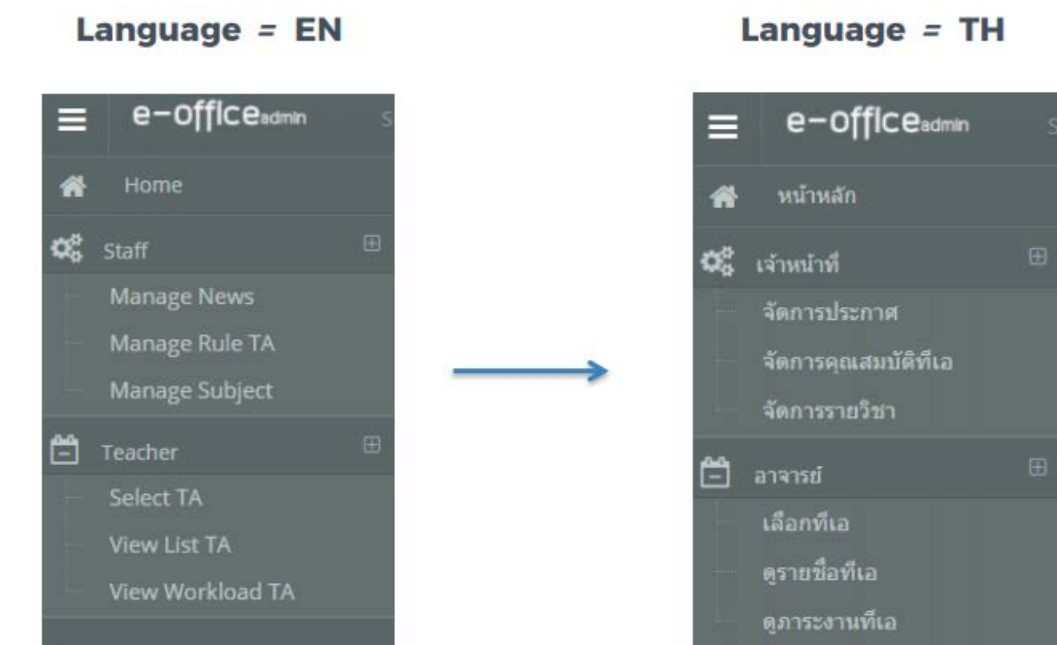 Language = EN
e-office admin S
Home
Staff
Manage News
Manage Rule TA
Manage Subject
Teacher
Select TA
View List TA
View Workload TA
Language = TH
e-office admin S
หน้าหลัก
เจ้าหน้าที่
จัดการประกาศ
จัดการคุณสมบัติทีเอ
จัดการรายวิชา
อาจารย์
เลือกทีเอ
ดูรายชื่อทีเอ
ดูภาระงานทีเอ